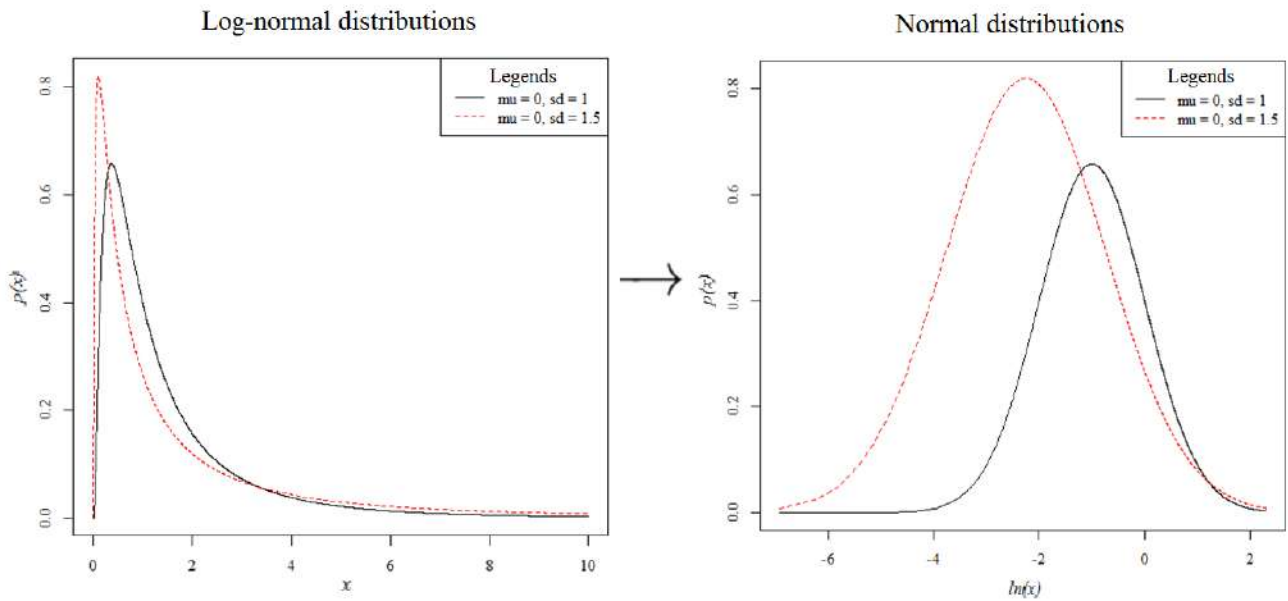 Log-normal distributions
Legends
mu = 0, sd = 1
mu = 0, sd = 1.5
0.8
0.6
0.4
0.2
0.0
p(x)
0 2 4 6 8 10
x
Normal distributions
Legends
mu = 0, sd = 1
mu = 0, sd = 1.5
0.8
0.6
0.4
0.2
0.0
p(x)
-6 -4 -2 0 2
ln(x)